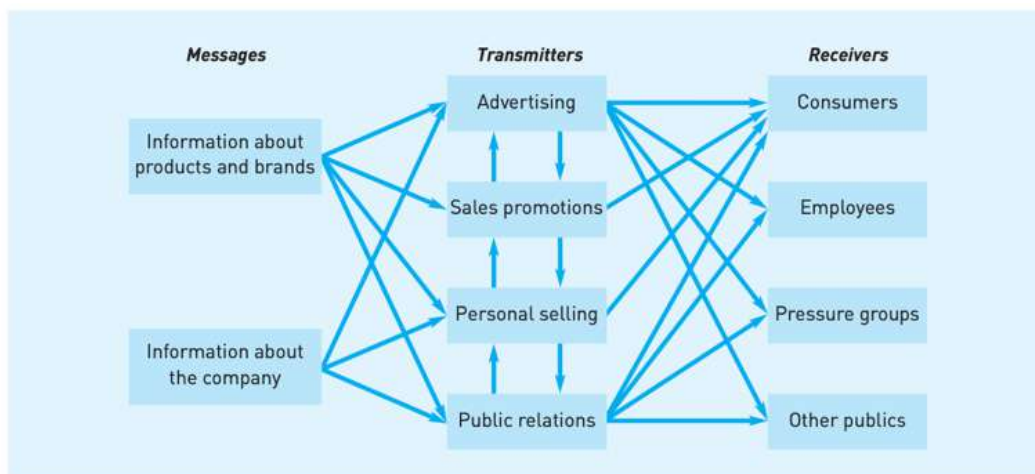 Messages
Transmitters
Receivers
Advertising
Consumers
Information about
products and brands
Sales promotions
Employees
Personal selling
Pressure groups
Information about
the company
Public relations
Other publics